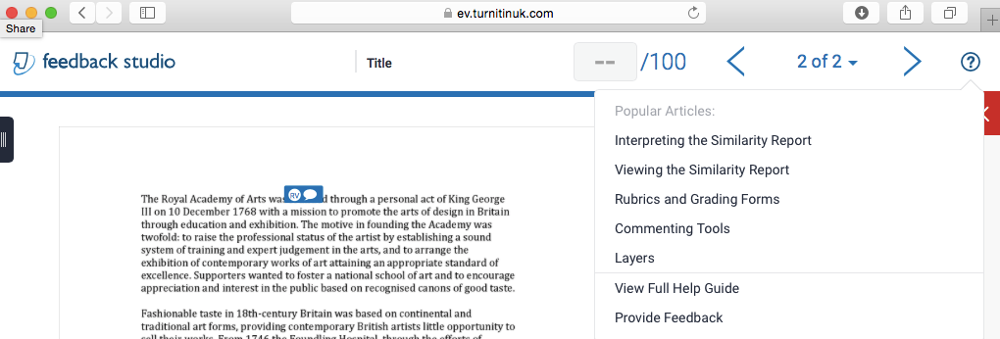 ev.turnitinuk.com
Share
feedback studio
Title
-- /100
2 of 2
?
Popular Articles:
Interpreting the Similarity Report
Viewing the Similarity Report
Rubrics and Grading Forms
Commenting Tools
Layers
View Full Help Guide
Provide Feedback
RV
The Royal Academy of Arts was through a personal act of King George
III on 10 December 1768 with a mission to promote the arts of design in Britain
through education and exhibition. The motive in founding the Academy was
twofold: to raise the professional status of the artist by establishing a sound
system of training and expert judgement in the arts, and to arrange the
exhibition of contemporary works of art attaining an appropriate standard of
excellence. Supporters wanted to foster a national school of art and to encourage
appreciation and interest in the public based on recognised canons of good taste.
Fashionable taste in 18th-century Britain was based on continental and
traditional art forms, providing contemporary British artists little opportunity to
sell their works. From 1746 the Foundling Hospital, through the efforts of